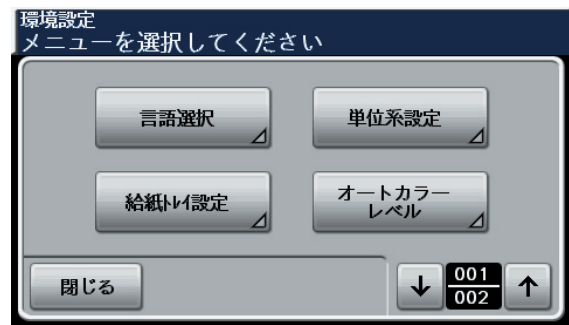 環境設定
メニューを選択してください
言語選択
単位系設定
給紙ﾄﾚｲ設定
オートカラー
レベル
閉じる
↓
001
002
↑